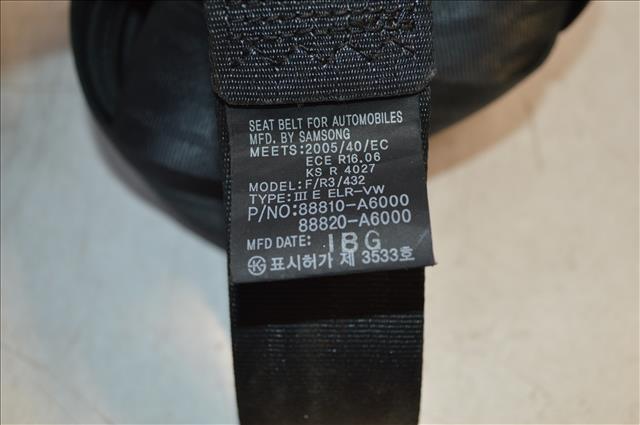 SEAT BELT FOR AUTOMOBILES
MFD. BY SAMSONG
MEETS:2005/40/EC
ECE R16.06
KS R 4027
MODEL: F/R3/432
TYPE: III E ELR-VW
P/NO:88810-A6000
88820-A6000
MFD DATE: IBG
표시허가 제 3533호